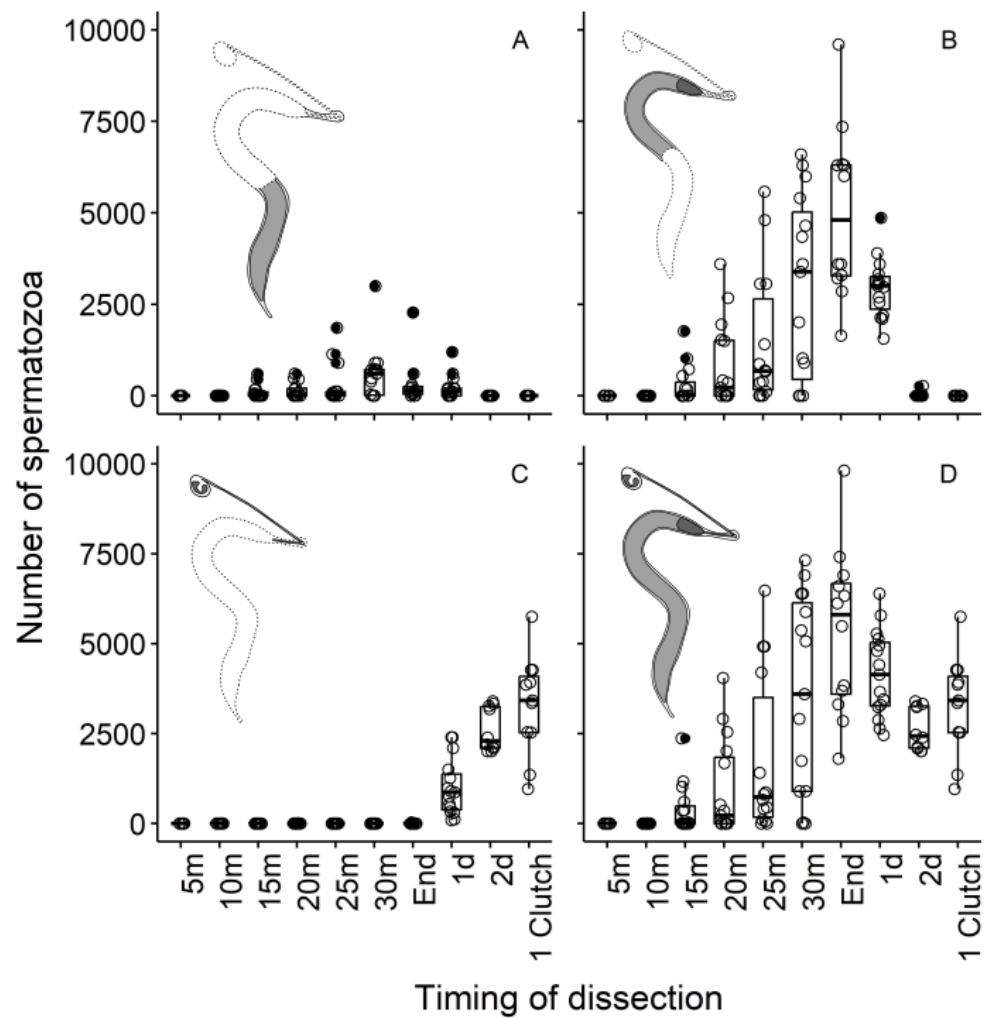 Number of spermatozoa
A
10000
7500
5000
2500
0
B
C
10000
7500
5000
2500
0
D
5m
10m
15m
20m
25m
30m
End
1d
2d
1 Clutch
5m
10m
15m
20m
25m
30m
End
1d
2d
1 Clutch
Timing of dissection